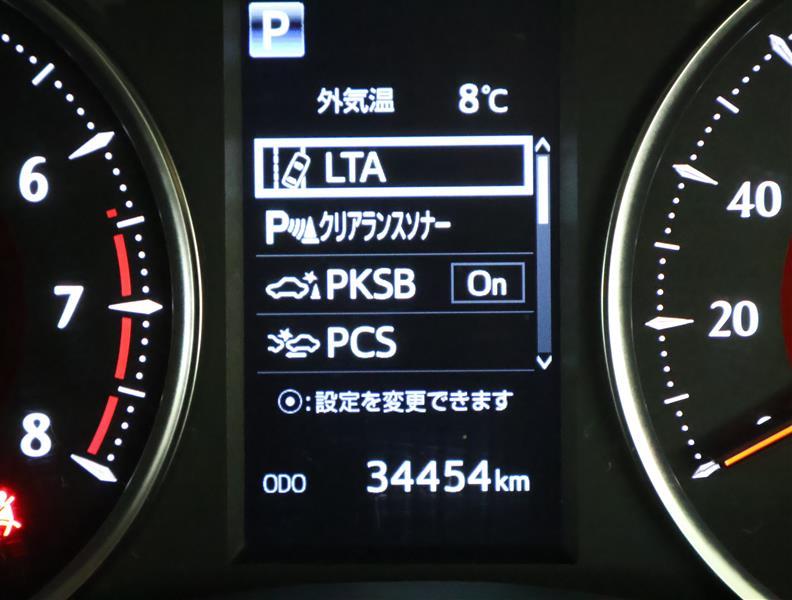 P
外気温 8℃
LTA
Pクリアランスソナー
PKSB On
PCS
:設定を変更できます
ODO 34454km
6
7
8
40
20